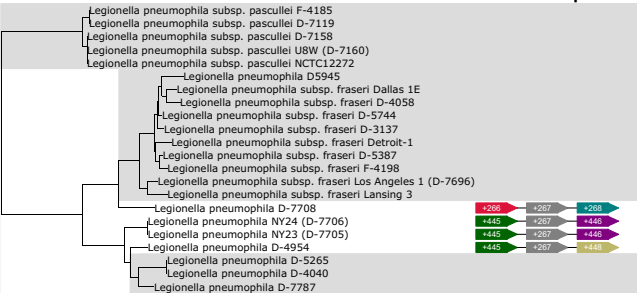 Legionella pneumophila subsp. pascullei F-4185
Legionella pneumophila subsp. pascullei D-7119
Legionella pneumophila subsp. pascullei D-7158
Legionella pneumophila subsp. pascullei U8W (D-7160)
Legionella pneumophila subsp. pascullei NCTC12272
Legionella pneumophila D5945
Legionella pneumophila subsp. fraseri Dallas 1E
Legionella pneumophila subsp. fraseri D-4058
Legionella pneumophila subsp. fraseri D-5744
Legionella pneumophila subsp. fraseri D-3137
Legionella pneumophila subsp. fraseri Detroit-1
Legionella pneumophila subsp. fraseri D-5387
Legionella pneumophila subsp. fraseri F-4198
Legionella pneumophila subsp. fraseri Los Angeles 1 (D-7696)
Legionella pneumophila subsp. fraseri Lansing 3
Legionella pneumophila D-7708 +266 +267 +268
Legionella pneumophila NY24 (D-7706) +445 +267 +446
Legionella pneumophila NY23 (D-7705) +445 +267 +446
Legionella pneumophila D-4954 +445 +267 +448
Legionella pneumophila D-5265
Legionella pneumophila D-4040
Legionella pneumophila D-7787